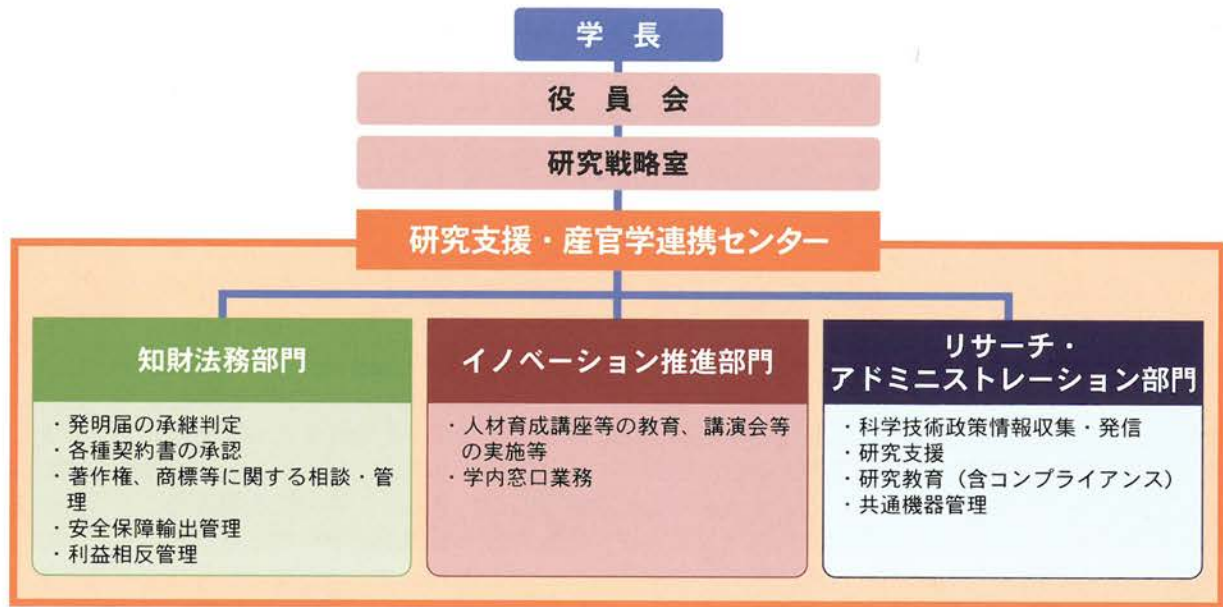 学 長
役 員 会
研究戦略室
研究支援・産官学連携センター
知財法務部門
・発明届の承継判定
・各種契約書の承認
・著作権、商標等に関する相談・管
理
・安全保障輸出管理
・利益相反管理
イノベーション推進部門
・人材育成講座等の教育、講演会等
の実施等
・学内窓口業務
リサーチ・
アドミニストレーション部門
・科学技術政策情報収集・発信
・研究支援
・研究教育（含コンプライアンス）
・共通機器管理